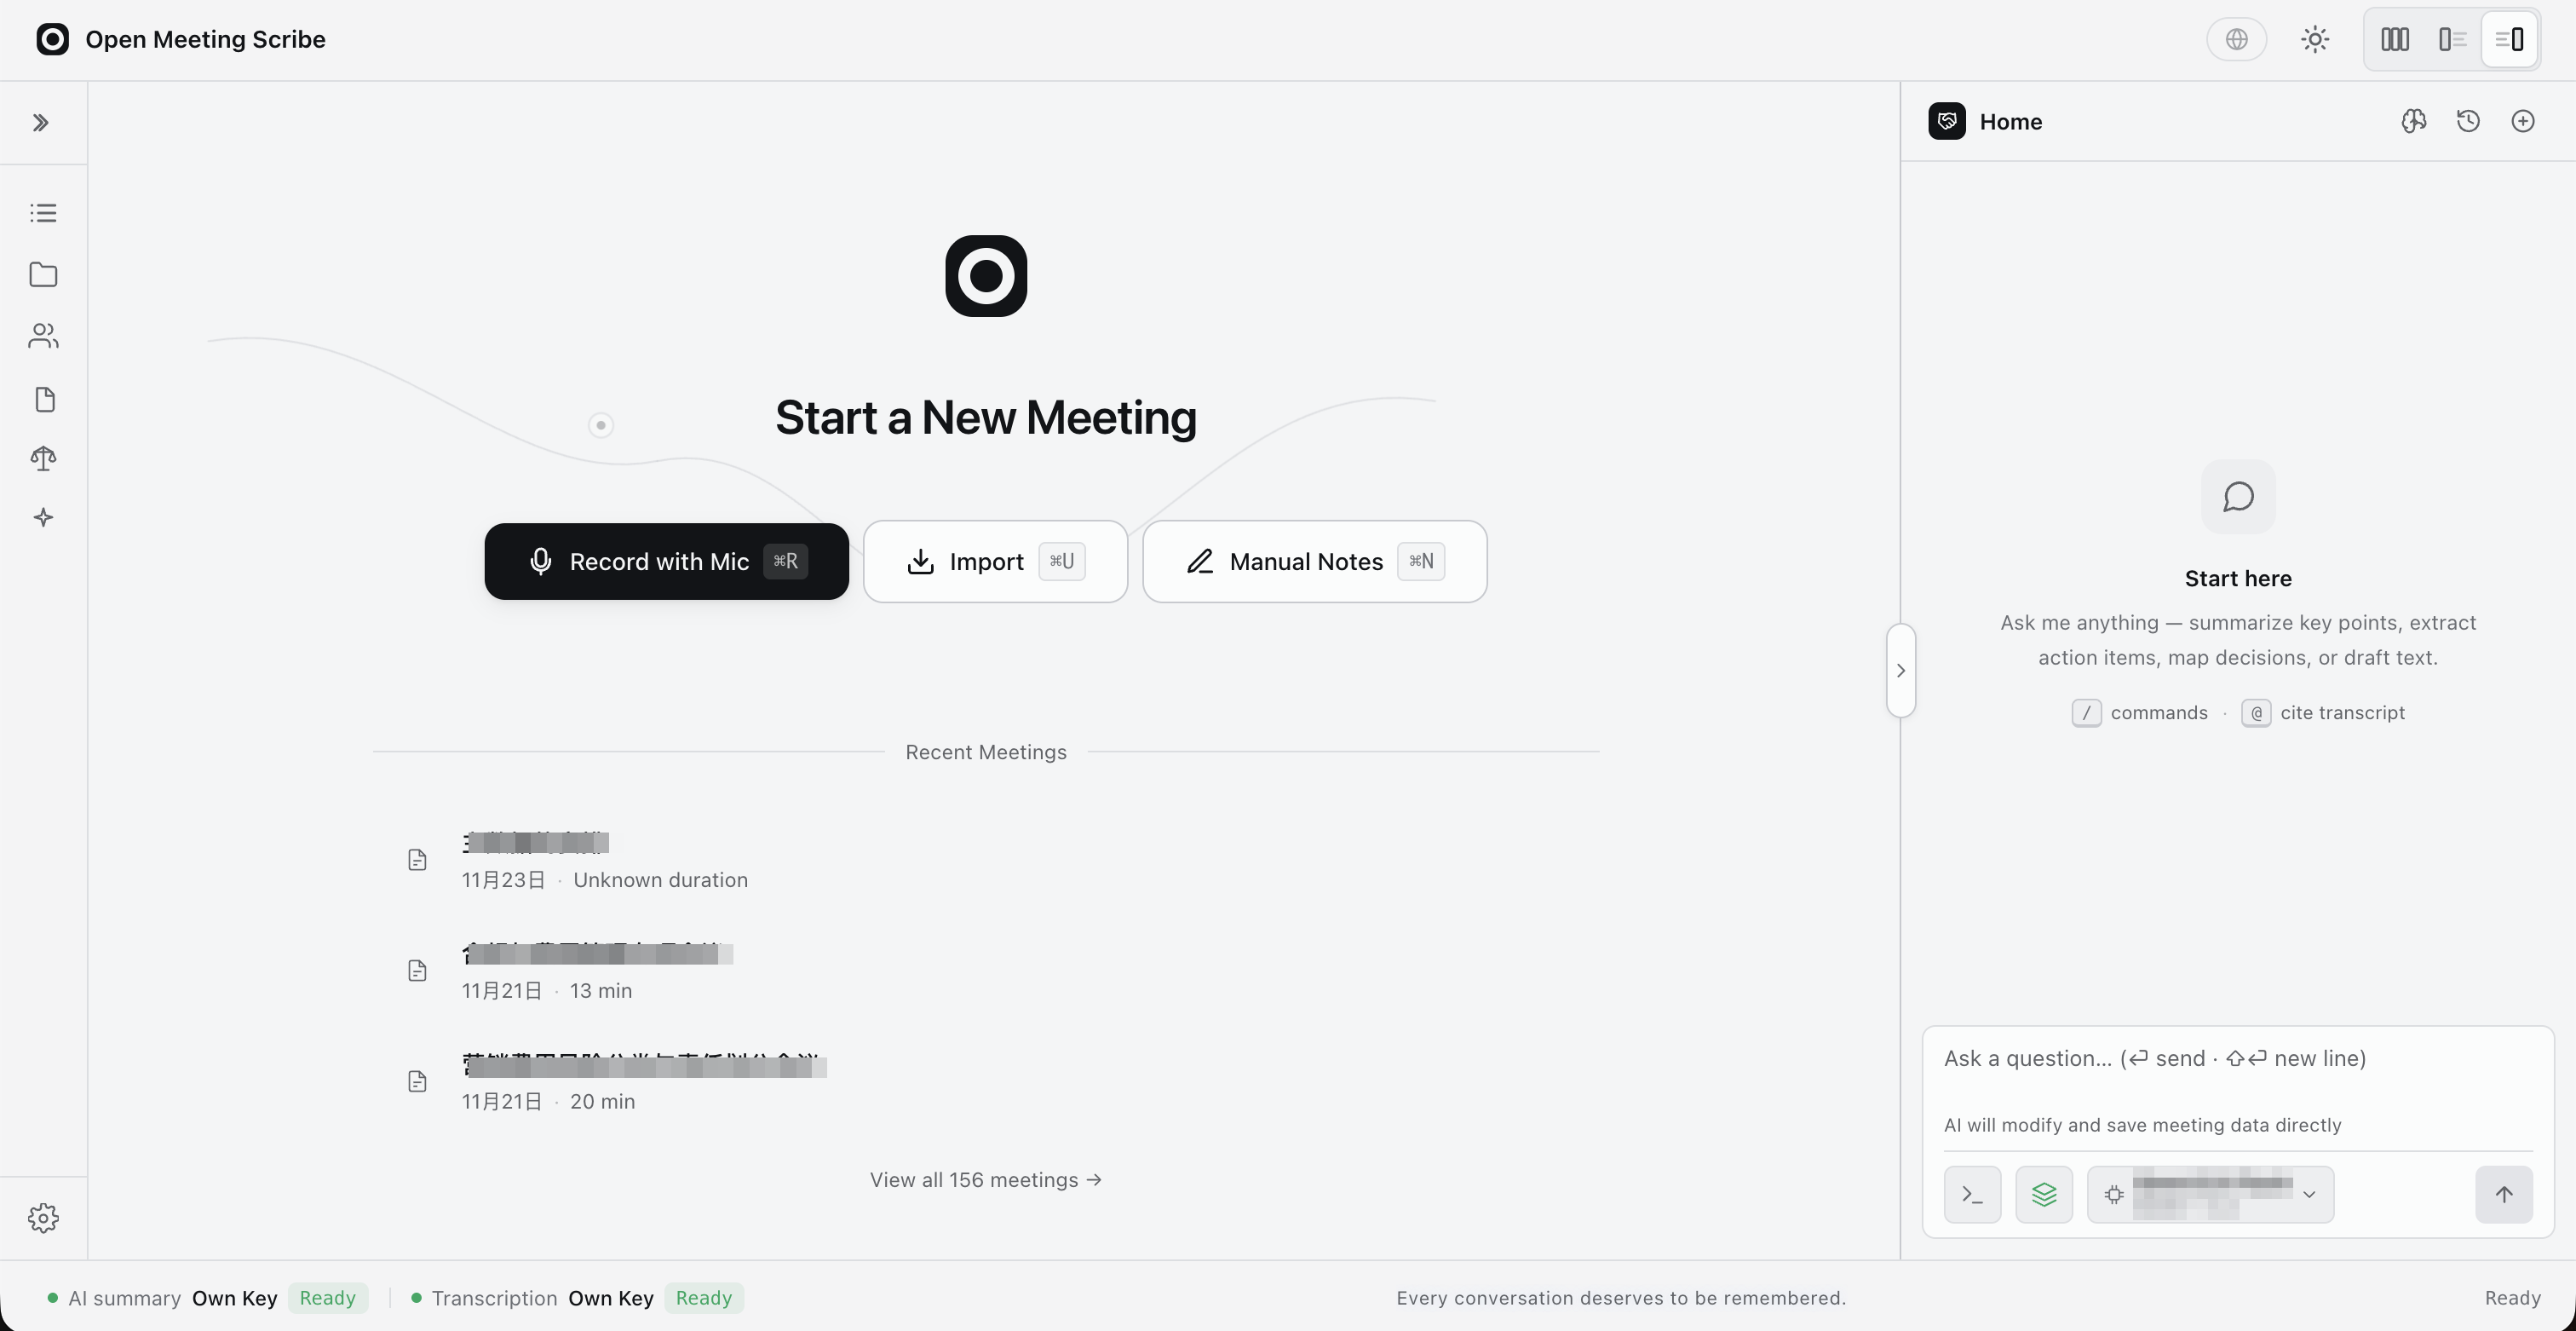 Open Meeting Scribe
Home
Start a New Meeting
Record with Mic ⌘R
Import ⌘U
Manual Notes ⌘N
Start here
Ask me anything — summarize key points, extract
action items, map decisions, or draft text.
/ commands · @ cite transcript
Recent Meetings
11月23日 · Unknown duration
11月21日 · 13 min
11月21日 · 20 min
View all 156 meetings →
Ask a question... (↵ send · ⇧↵ new line)
AI will modify and save meeting data directly
AI summary Own Key Ready
Transcription Own Key Ready
Every conversation deserves to be remembered.
Ready